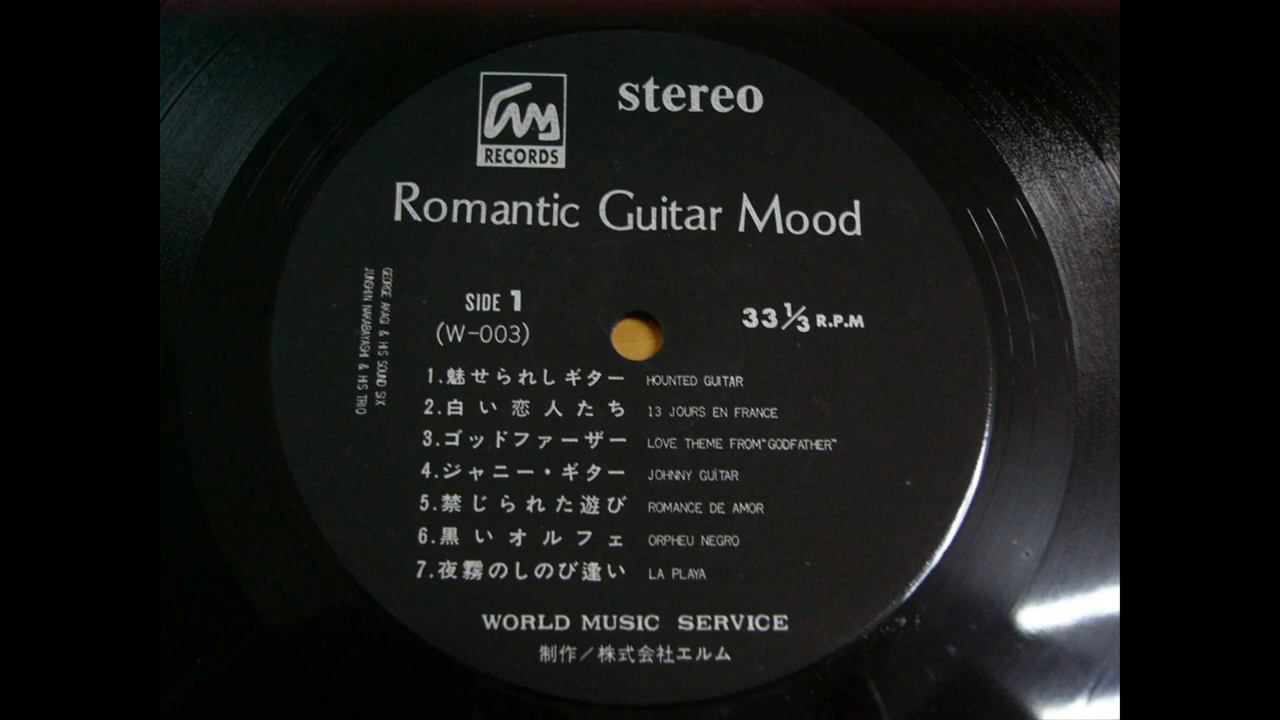 stereo
RECORDS
Romantic Guitar Mood
GEORGE AKAGI & HIS SOUND SIX
JUNSHIN NAKABAYASHI & HIS TRIO
SIDE 1
(W-003)
33 1/3 R.P.M
1.魅せられしギター HOUNTED GUITAR
2.白い恋人たち 13 JOURS EN FRANCE
3.ゴッドファーザー LOVE THEME FROM"GODFATHER"
4.ジャニー・ギター JOHNNY GUITAR
5.禁じられた遊び ROMANCE DE AMOR
6.黒いオルフェ ORPHEU NEGRO
7.夜霧のしのび逢い LA PLAYA
WORLD MUSIC SERVICE
制作/株式会社エルム